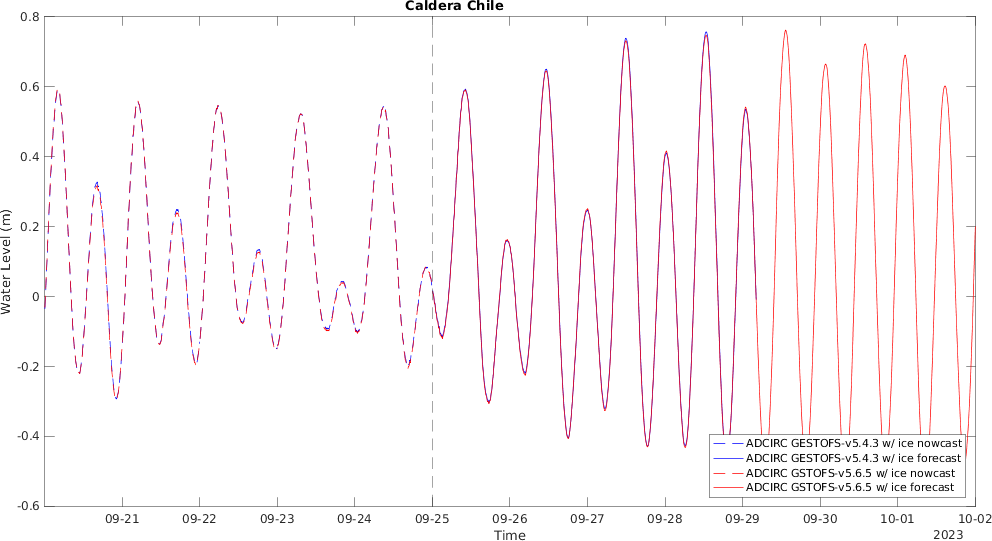 Caldera Chile
0.8
0.6
0.4
0.2
0
-0.2
-0.4
-0.6
Water Level (m)
ADCIRC GESTOFS-v5.4.3 w/ ice nowcast
ADCIRC GESTOFS-v5.4.3 w/ ice forecast
ADCIRC GSTOFS-v5.6.5 w/ ice nowcast
ADCIRC GSTOFS-v5.6.5 w/ ice forecast
09-21 09-22 09-23 09-24 09-25 09-26 09-27 09-28 09-29 09-30 10-01 10-02
Time
2023